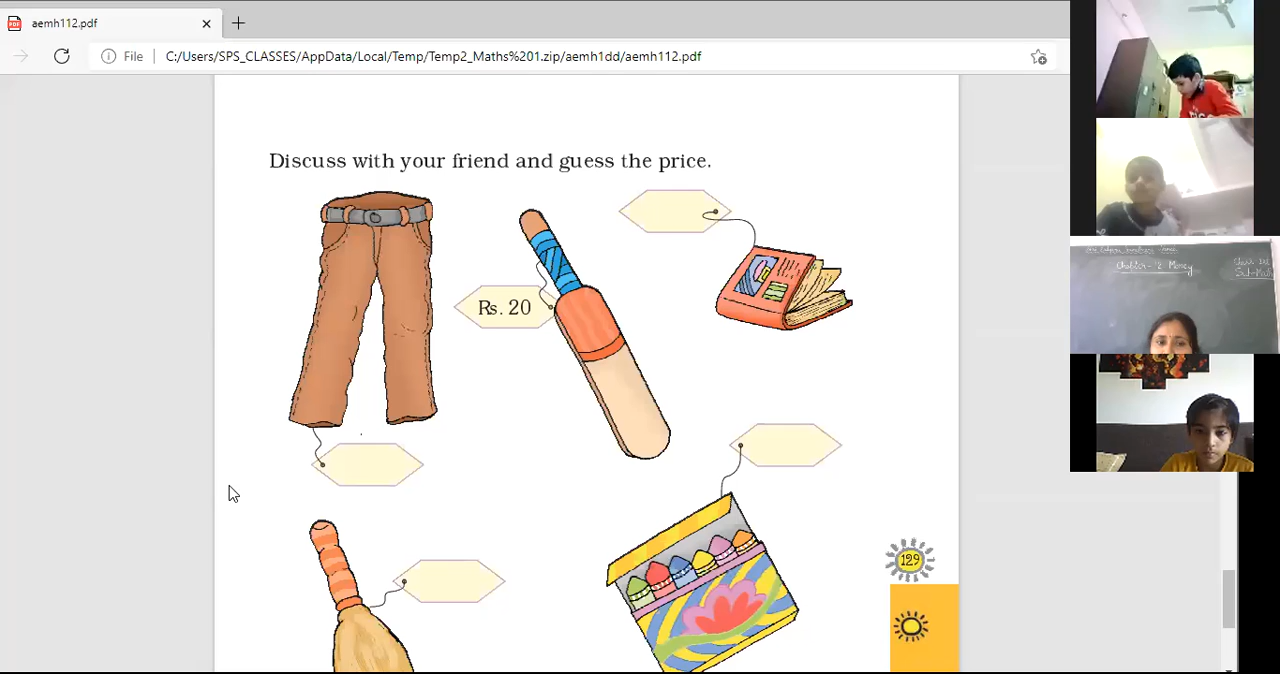 aemh112.pdf
File C:/Users/SPS_CLASSES/AppData/Local/Temp/Temp2_Maths%201.zip/aemh1dd/aemh112.pdf
Discuss with your friend and guess the price.
Rs. 20
129
Chapter-12 Money